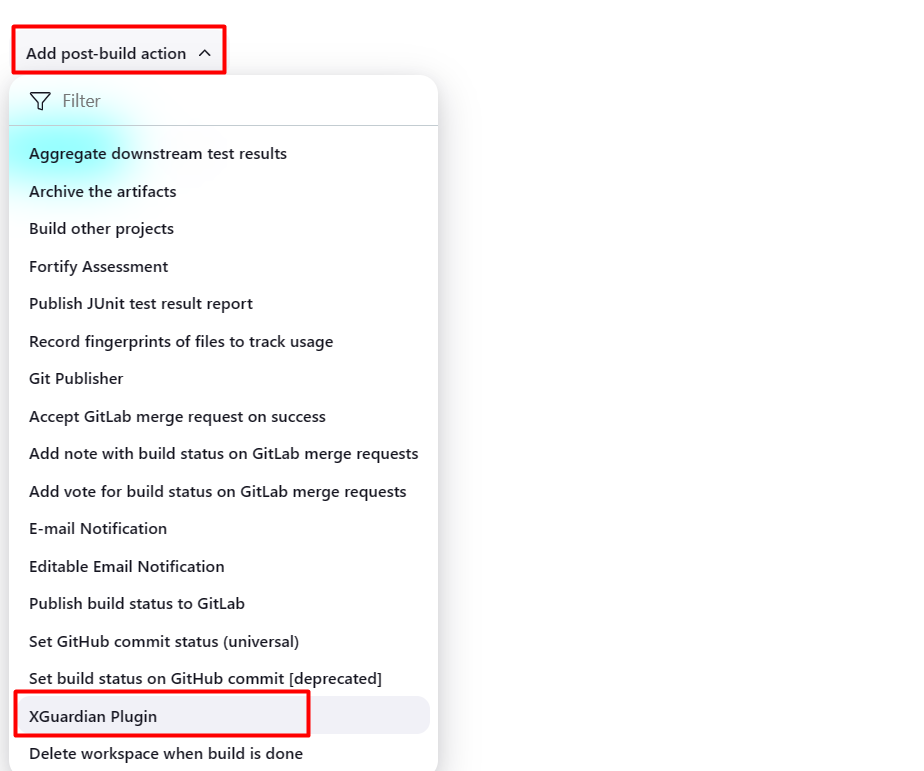 Add post-build action
Filter
Aggregate downstream test results
Archive the artifacts
Build other projects
Fortify Assessment
Publish JUnit test result report
Record fingerprints of files to track usage
Git Publisher
Accept GitLab merge request on success
Add note with build status on GitLab merge requests
Add vote for build status on GitLab merge requests
E-mail Notification
Editable Email Notification
Publish build status to GitLab
Set GitHub commit status (universal)
Set build status on GitHub commit [deprecated]
XGuardian Plugin
Delete workspace when build is done